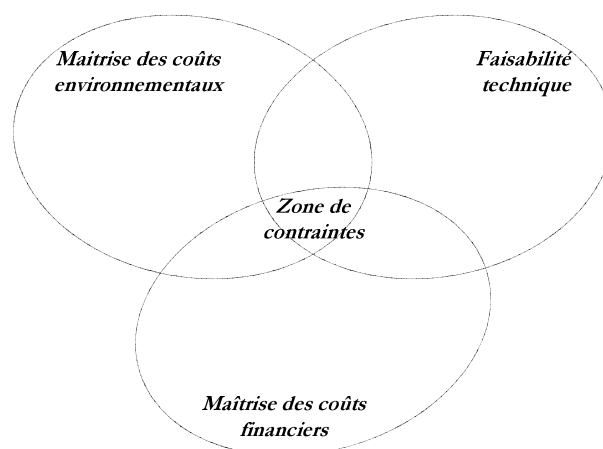 Maitrise des coûts
environnementaux
Faisabilité
technique
Zone de
contraintes
Maîtrise des coûts
financiers